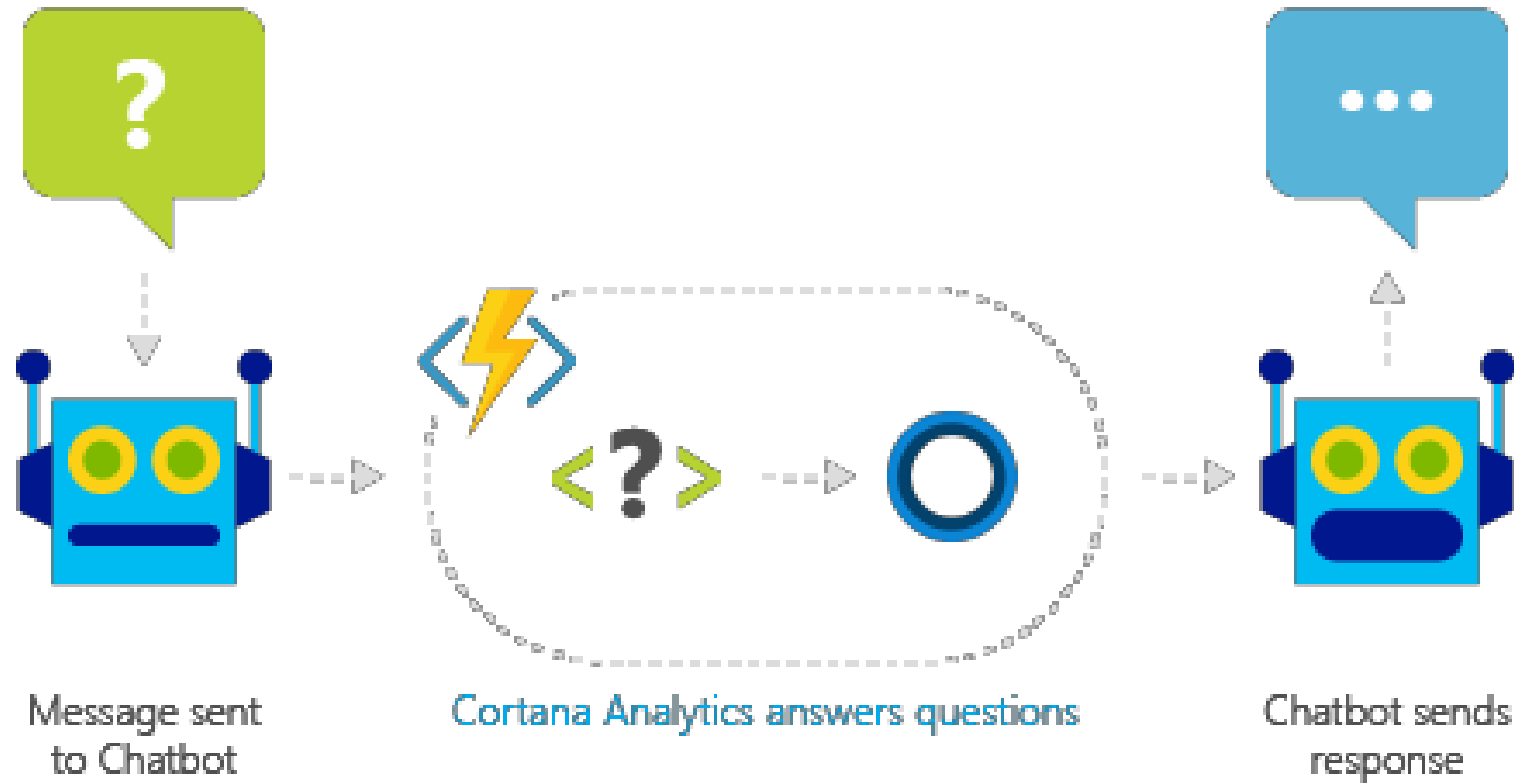 ?
< ? >
Message sent
to Chatbot
Cortana Analytics answers questions
Chatbot sends
response